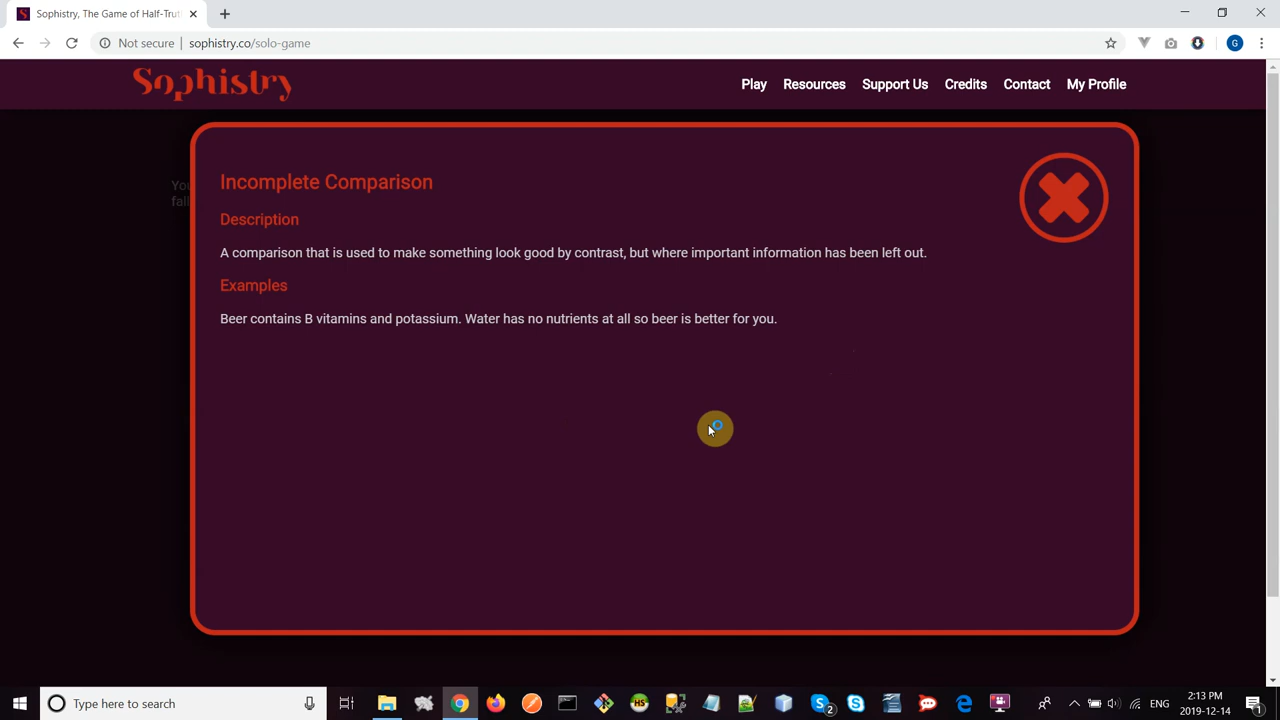 Sophistry, The Game of Half-Trut
Not secure | sophistry.co/solo-game
Sophistry
Play Resources Support Us Credits Contact My Profile
Incomplete Comparison
Description
A comparison that is used to make something look good by contrast, but where important information has been left out.
Examples
Beer contains B vitamins and potassium. Water has no nutrients at all so beer is better for you.
You
fall
Type here to search
ENG
2:13 PM
2019-12-14